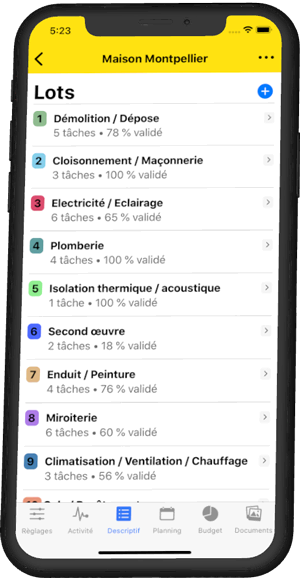 5:23
Maison Montpellier
Lots
1 Démolition / Dépose
5 tâches • 78 % validé
2 Cloisonnement / Maçonnerie
3 tâches • 100 % validé
3 Electricité / Eclairage
6 tâches • 65 % validé
4 Plomberie
4 tâches • 100 % validé
5 Isolation thermique / acoustique
1 tâche • 100 % validé
6 Second œuvre
2 tâches • 18 % validé
7 Enduit / Peinture
4 tâches • 76 % validé
8 Miroiterie
6 tâches • 60 % validé
9 Climatisation / Ventilation / Chauffage
3 tâches • 56 % validé
Réglages Activité Descriptif Planning Budget Documents